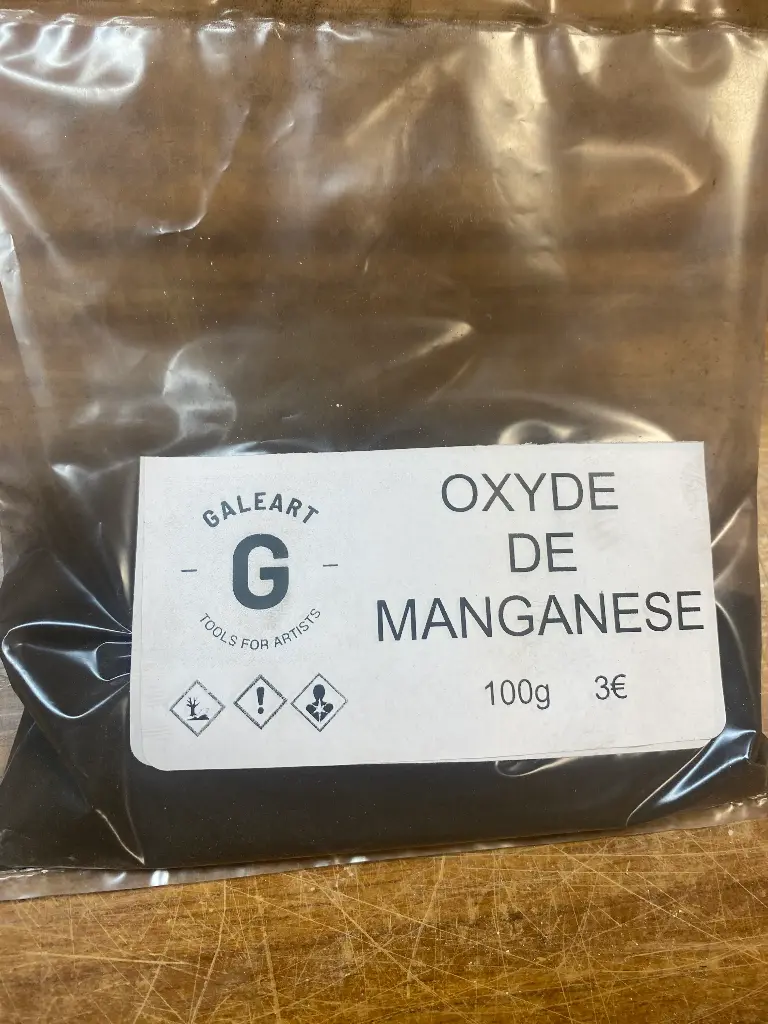 GALEART
G
TOOLS FOR ARTISTS
OXYDE
DE
MANGANESE
100g 3€